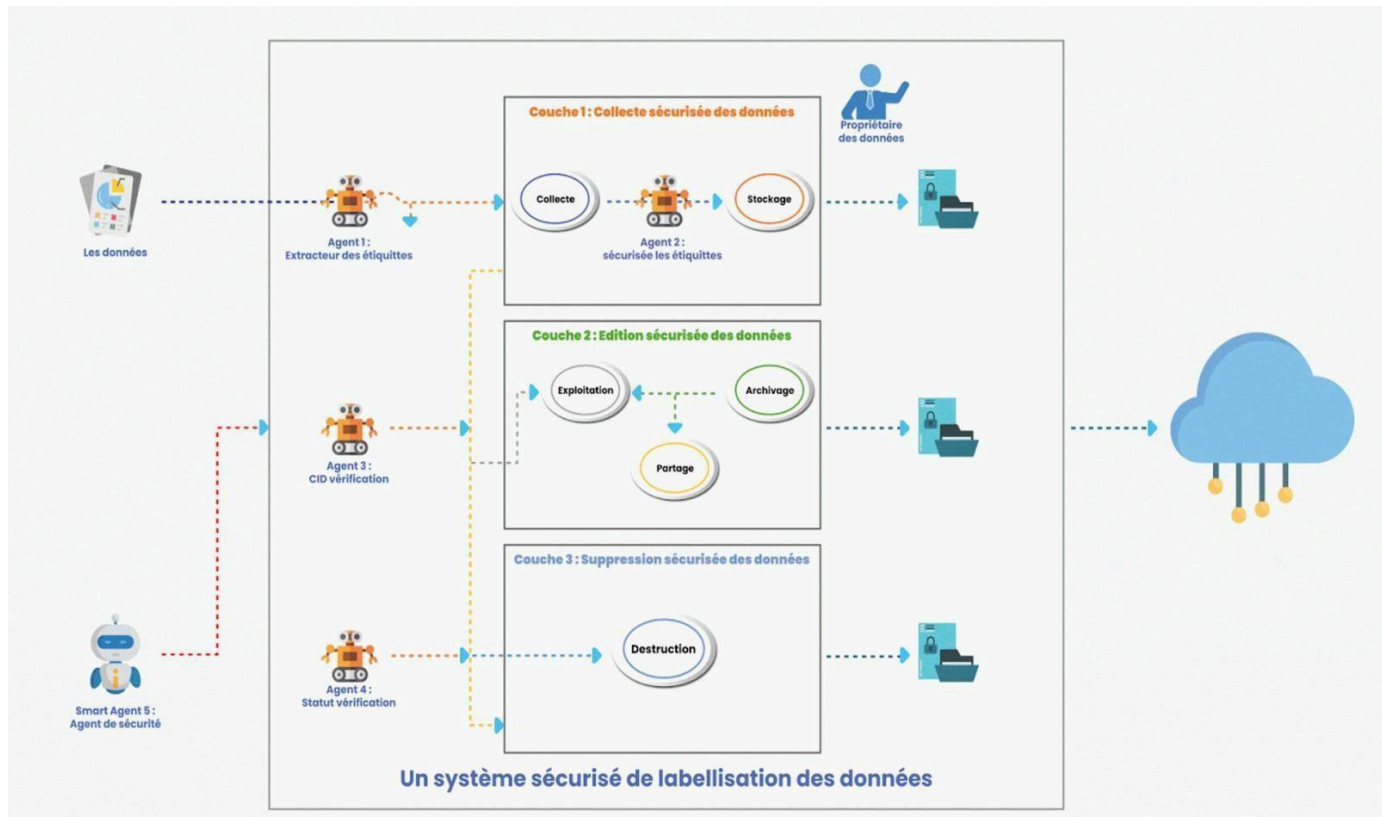 Propriétaire
des données
Couche 1 : Collecte sécurisée des données
Collecte
Stockage
Les données
Agent 1 :
Extracteur des étiquittes
Agent 2 :
sécurisée les étiquittes
Couche 2 : Edition sécurisée des données
Exploitation
Archivage
Partage
Agent 3 :
CID vérification
Couche 3 : Suppression sécurisée des données
Destruction
Agent 4 :
Statut vérification
Smart Agent 5 :
Agent de sécurité
Un système sécurisé de labellisation des données